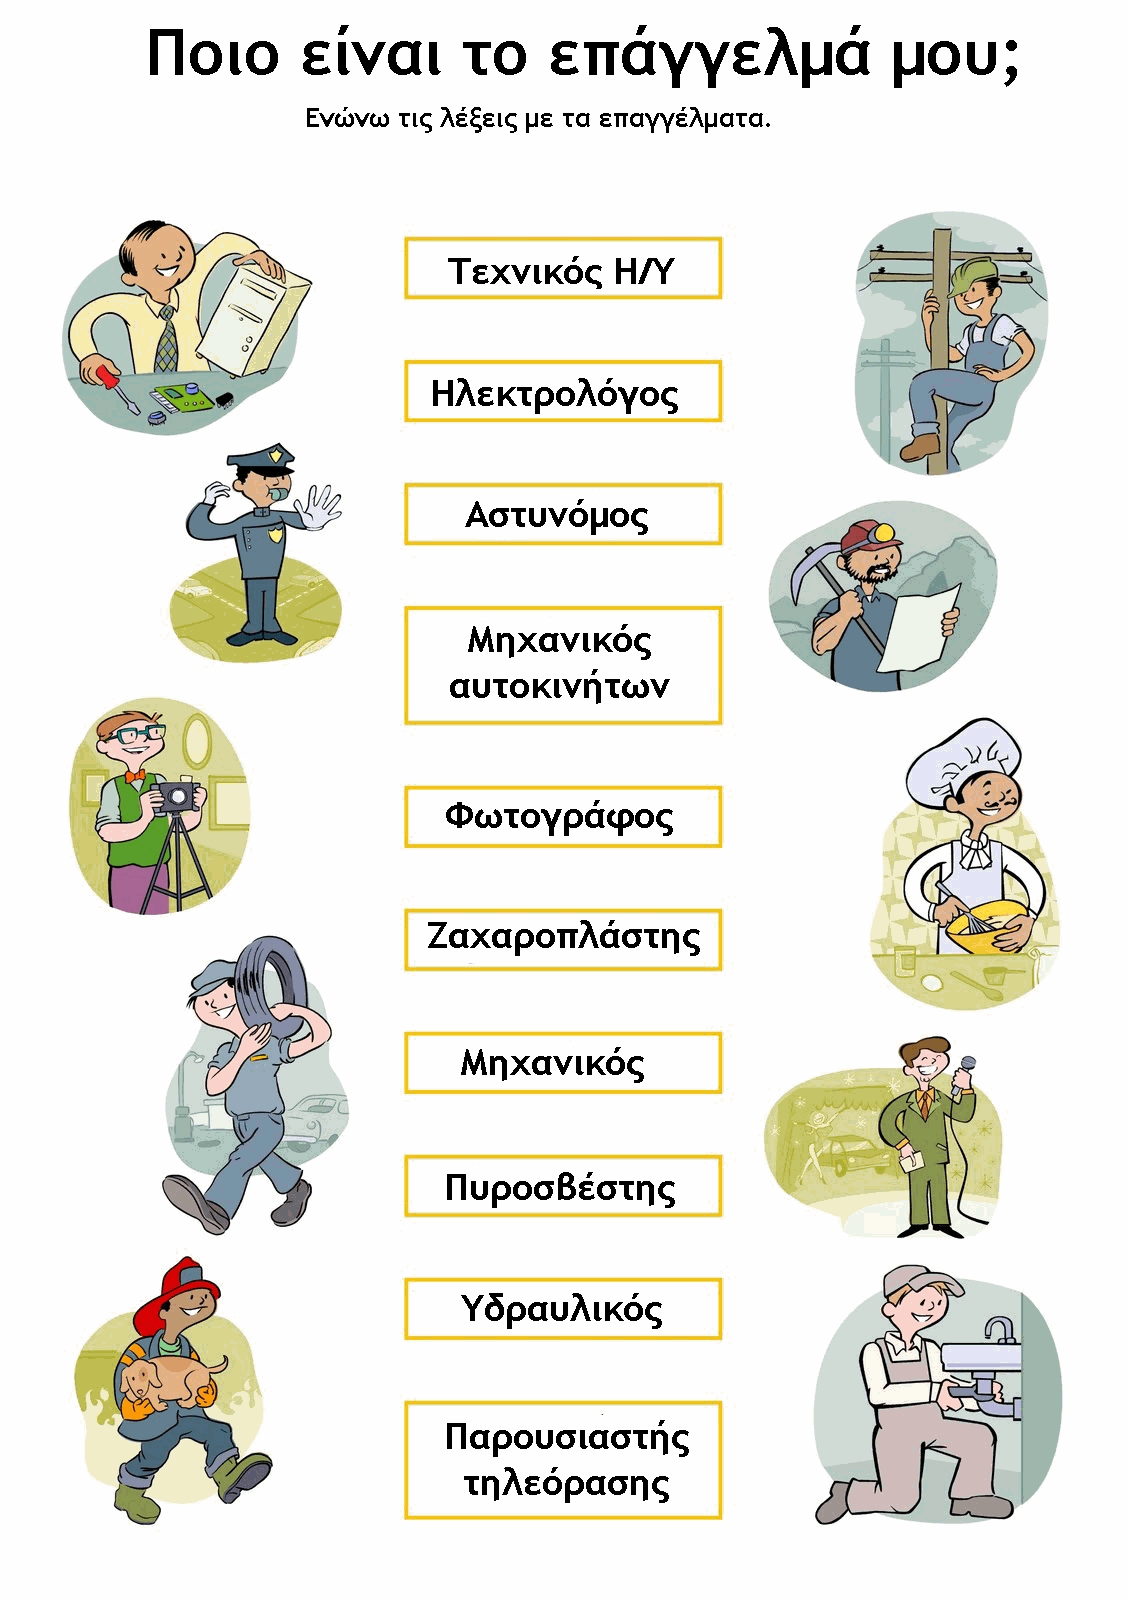 Ποιο είναι το επάγγελμά μου;
Ενώνω τις λέξεις με τα επαγγέλματα.
Τεχνικός Η/Υ
Ηλεκτρολόγος
Αστυνόμος
Μηχανικός
αυτοκινήτων
Φωτογράφος
Ζαχαροπλάστης
Μηχανικός
Πυροσβέστης
Υδραυλικός
Παρουσιαστής
τηλεόρασης